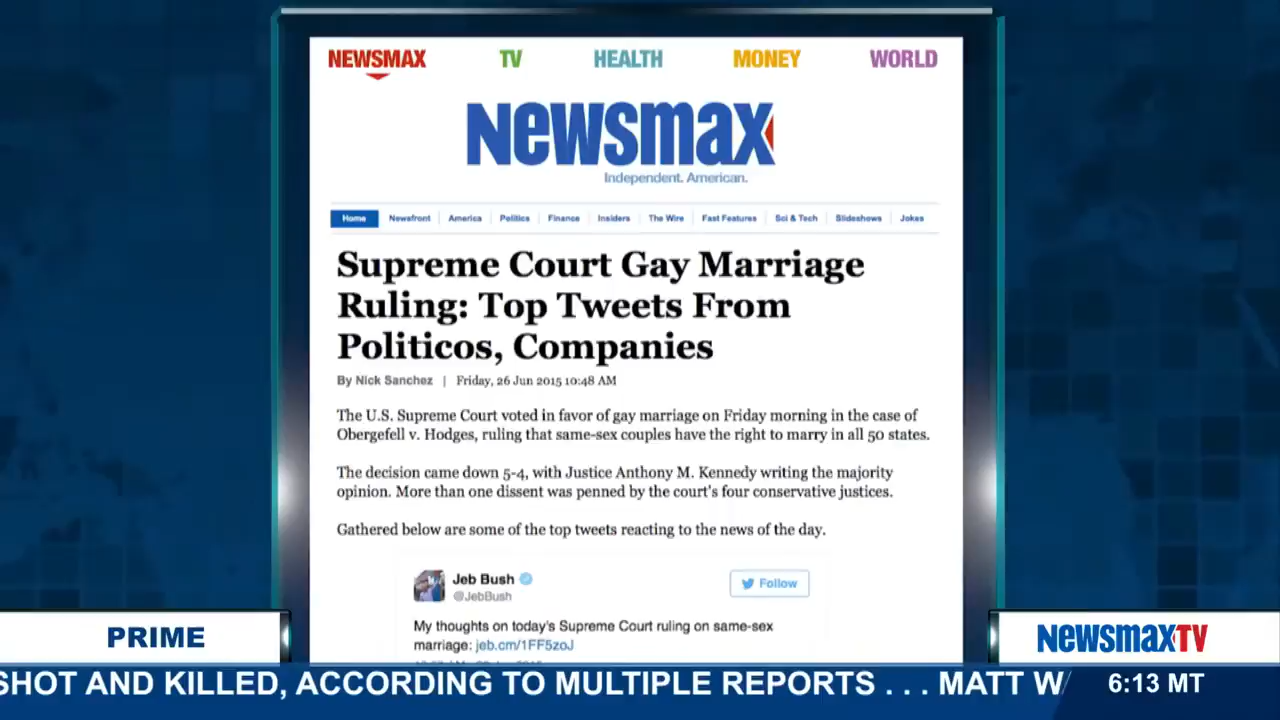 NEWSMAX TV HEALTH MONEY WORLD
Newsmax
Independent. American.
Home Newsfront America Politics Finance Insiders The Wire Fast Features Sci & Tech Slideshows Jokes
Supreme Court Gay Marriage
Ruling: Top Tweets From
Politicos, Companies
By Nick Sanchez | Friday, 26 Jun 2015 10:48 AM
The U.S. Supreme Court voted in favor of gay marriage on Friday morning in the case of
Obergefell v. Hodges, ruling that same-sex couples have the right to marry in all 50 states.
The decision came down 5-4, with Justice Anthony M. Kennedy writing the majority
opinion. More than one dissent was penned by the court's four conservative justices.
Gathered below are some of the top tweets reacting to the news of the day.
Jeb Bush
@JebBush
Follow
My thoughts on today's Supreme Court ruling on same-sex
marriage: jeb.cm/1FF5zoJ
PRIME
NEWSMAXTV
SHOT AND KILLED, ACCORDING TO MULTIPLE REPORTS . . . MATT W
6:13 MT